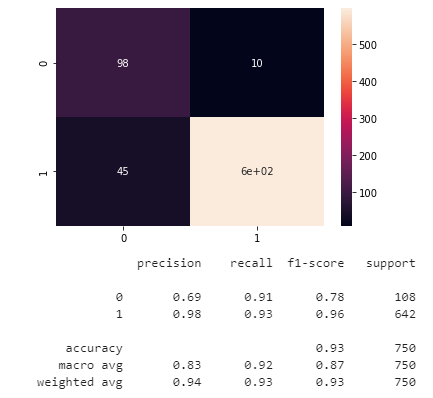 0 98 10
1 45 6e+02
0 1
500
400
300
200
100
precision recall f1-score support
0 0.69 0.91 0.78 108
1 0.98 0.93 0.96 642
accuracy 0.93 750
macro avg 0.83 0.92 0.87 750
weighted avg 0.94 0.93 0.93 750